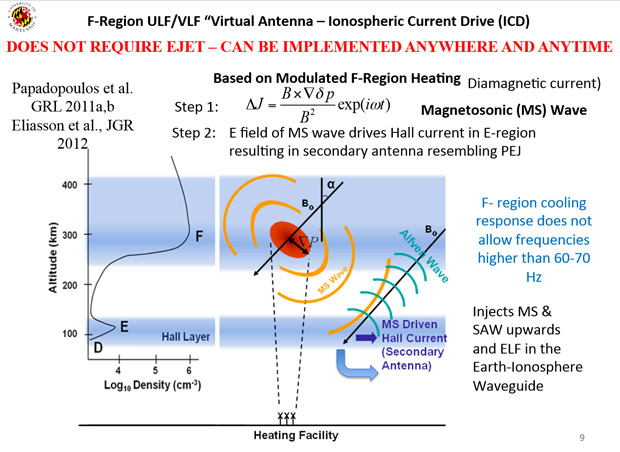 UNIVERSITY OF
MARYLAND
F-Region ULF/VLF “Virtual Antenna – Ionospheric Current Drive (ICD)
DOES NOT REQUIRE EJET – CAN BE IMPLEMENTED ANYWHERE AND ANYTIME
Papadopoulos et al.
GRL 2011a,b
Eliasson et al., JGR
2012
Based on Modulated F-Region Heating
Diamagnetic current)
Step 1:
ΔJ = B×∇δp / B² exp(iωt)
Magnetosonic (MS) Wave
Step 2: E field of MS wave drives Hall current in E-region
resulting in secondary antenna resembling PEJ
Altitude (km)
400
300
200
100
F
E
D
Hall Layer
4 5 6
Log10 Density (cm-3)
α
Bo
∇P
MS Wave
Bo
Alfven Wave
MS Driven
Hall Current
(Secondary
Antenna)
Heating Facility
F- region cooling
response does not
allow frequencies
higher than 60-70
Hz
Injects MS &
SAW upwards
and ELF in the
Earth-Ionosphere
Waveguide
9